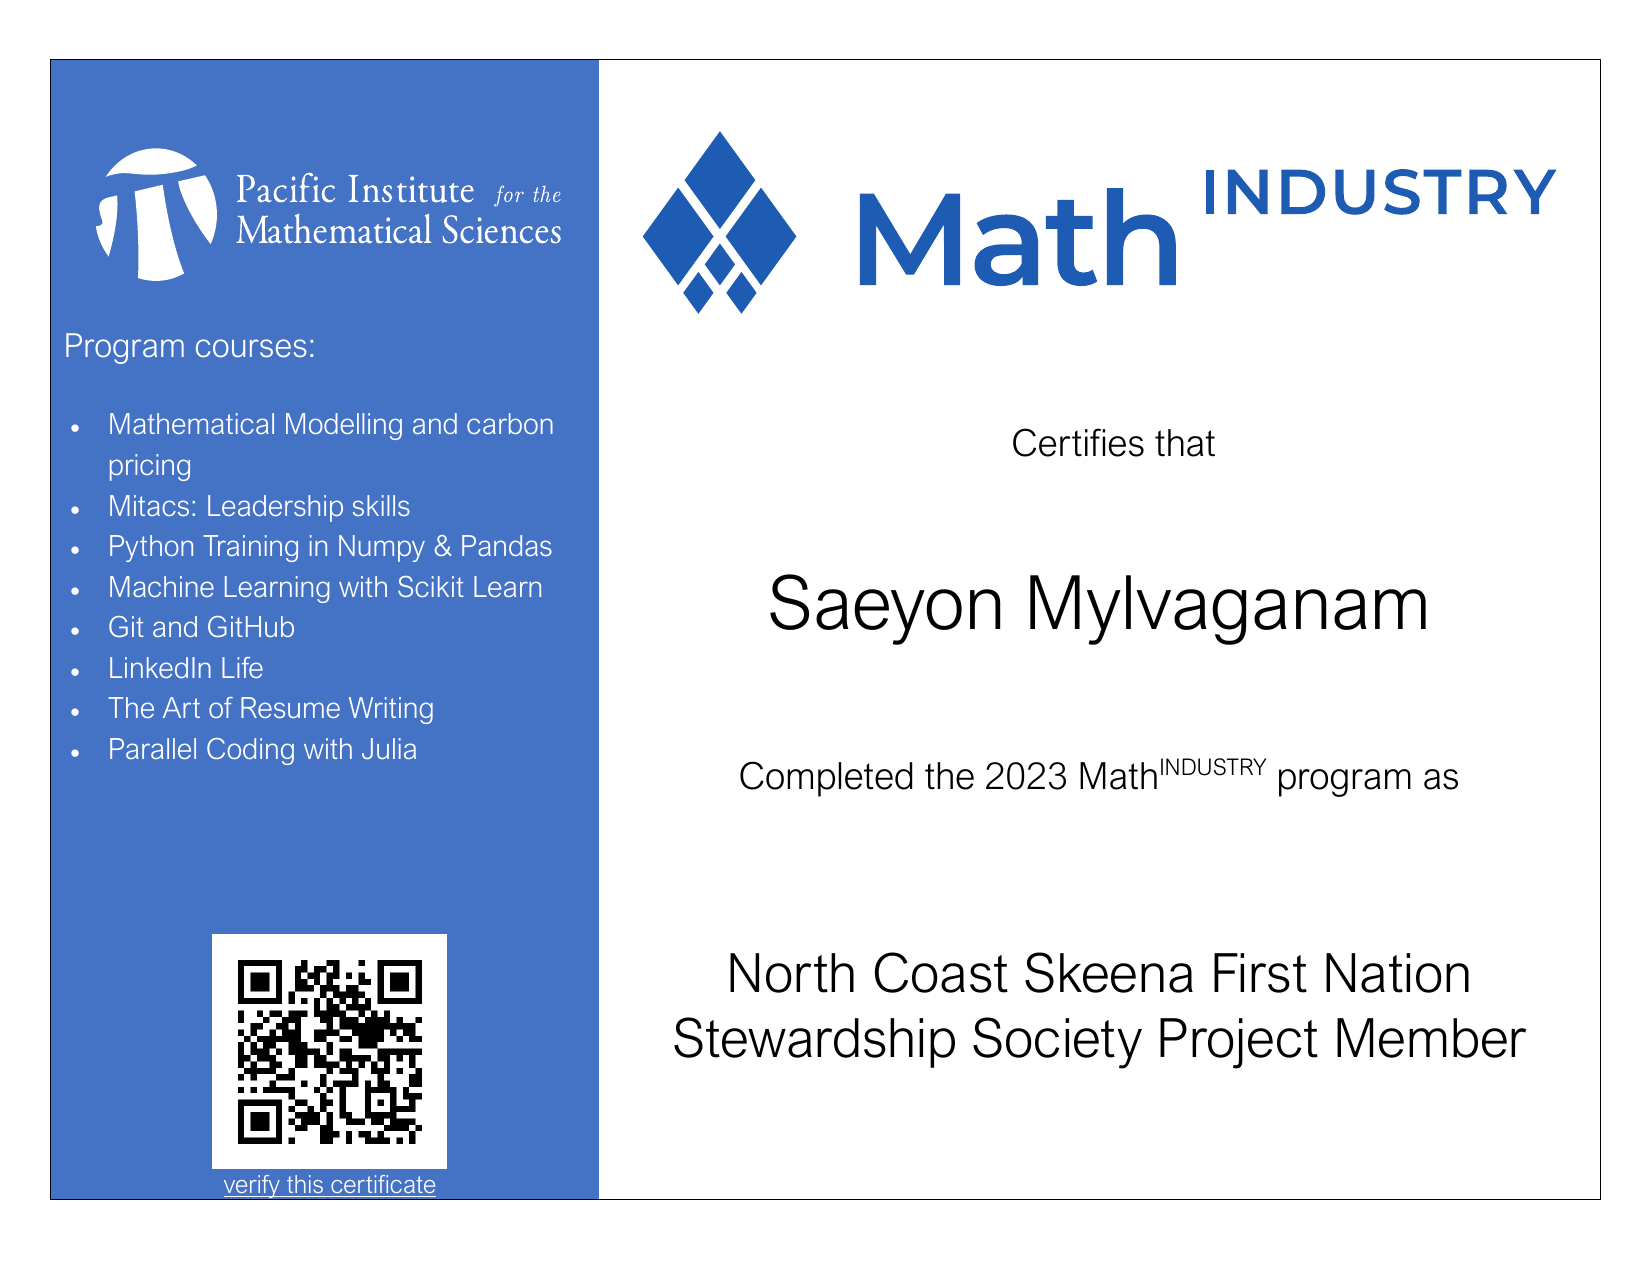 Pacific Institute for the
Mathematical Sciences
Program courses:
• Mathematical Modelling and carbon
pricing
• Mitacs: Leadership skills
• Python Training in Numpy & Pandas
• Machine Learning with Scikit Learn
• Git and GitHub
• LinkedIn Life
• The Art of Resume Writing
• Parallel Coding with Julia
verify this certificate
Math INDUSTRY
Certifies that
Saeyon Mylvaganam
Completed the 2023 MathINDUSTRY program as
North Coast Skeena First Nation
Stewardship Society Project Member